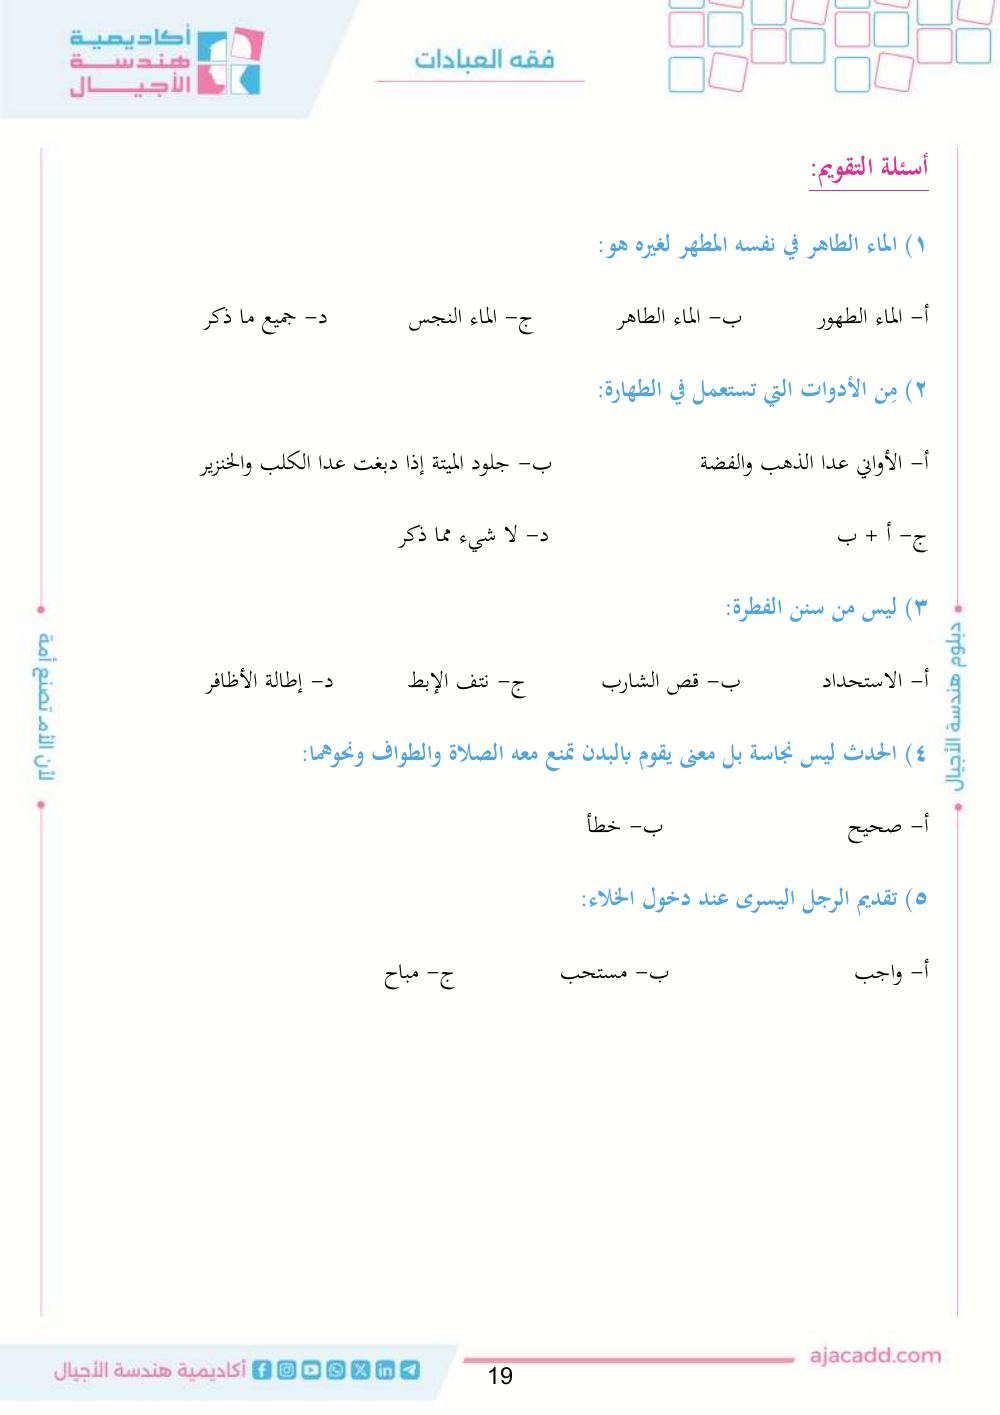 أكاديمية
هندسة
الأجيال
فقه العبادات
أسئلة التقويم:
١) الماء الطاهر في نفسه المطهر لغيره هو:
أ- الماء الطهور ب- الماء الطاهر ج- الماء النجس د- جميع ما ذكر
٢) مِن الأدوات التي تستعمل في الطهارة:
أ- الأواني عدا الذهب والفضة ب- جلود الميتة إذا دبغت عدا الكلب والخنزير
ج- أ + ب د- لا شيء مما ذكر
٣) ليس من سنن الفطرة:
أ- الاستحداد ب- قص الشارب ج- نتف الإبط د- إطالة الأظافر
٤) الحدث ليس نجاسة بل معنى يقوم بالبدن تمنع معه الصلاة والطواف ونحوهما:
أ- صحيح ب- خطأ
٥) تقديم الرجل اليسرى عند دخول الخلاء:
أ- واجب ب- مستحب ج- مباح
دبلوم هندسة الأجيال
لأن الأم تصنع أمة
ajacadd.com
19
أكاديمية هندسة الأجيال